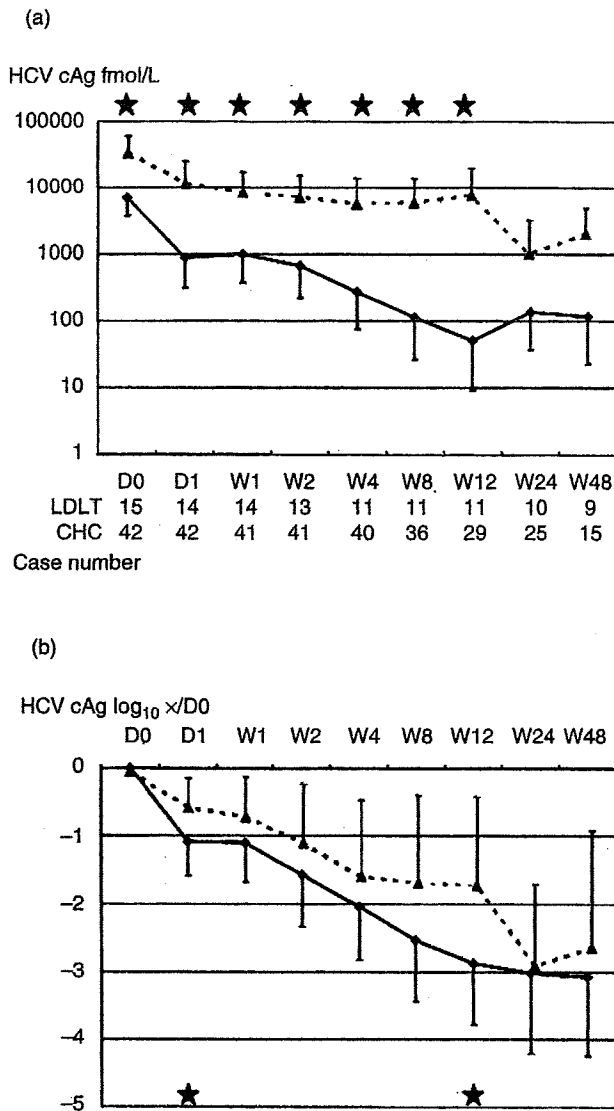 (a)
HCV cAg fmol/L
100000
10000
1000
100
10
1
D0 D1 W1 W2 W4 W8 W12 W24 W48
LDLT 15 14 14 13 11 11 11 10 9
CHC 42 42 41 41 40 36 29 25 15
Case number
(b)
HCV cAg log10 ×/D0
D0 D1 W1 W2 W4 W8 W12 W24 W48
0
−1
−2
−3
−4
−5